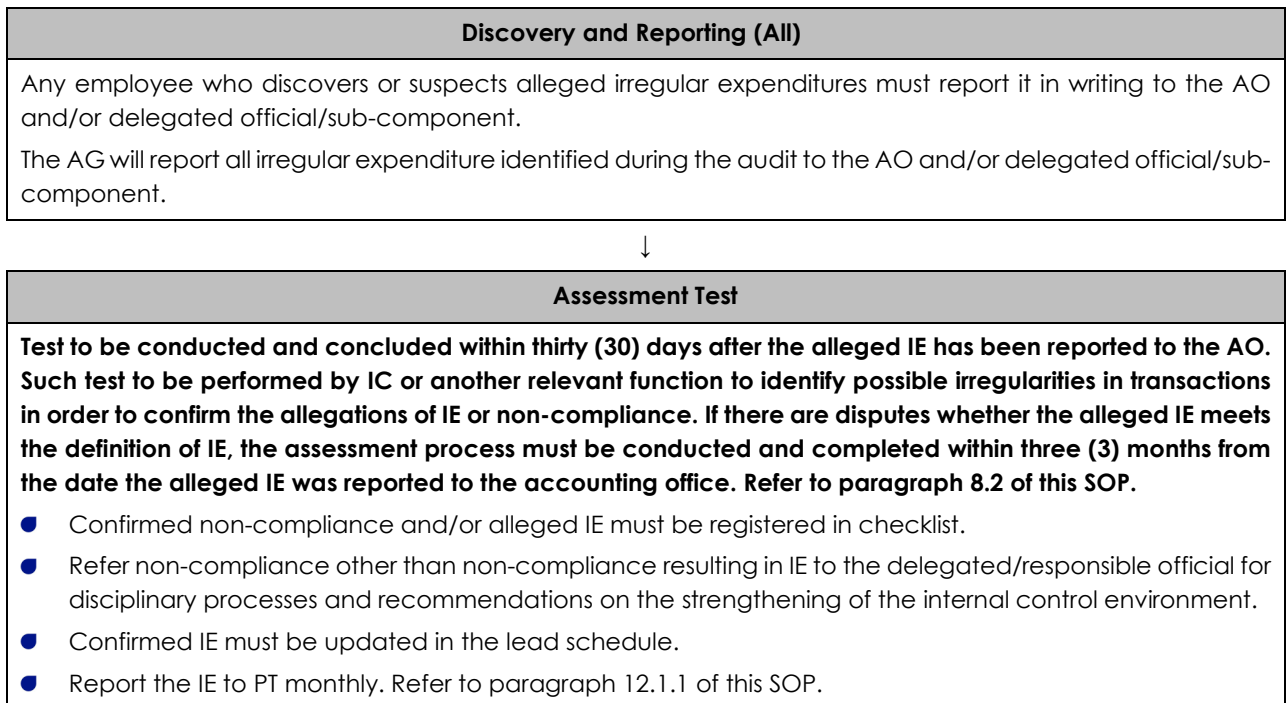 Discovery and Reporting (All)
Any employee who discovers or suspects alleged irregular expenditures must report it in writing to the AO
and/or delegated official/sub-component.
The AG will report all irregular expenditure identified during the audit to the AO and/or delegated official/sub-
component.
↓
Assessment Test
Test to be conducted and concluded within thirty (30) days after the alleged IE has been reported to the AO.
Such test to be performed by IC or another relevant function to identify possible irregularities in transactions
in order to confirm the allegations of IE or non-compliance. If there are disputes whether the alleged IE meets
the definition of IE, the assessment process must be conducted and completed within three (3) months from
the date the alleged IE was reported to the accounting office. Refer to paragraph 8.2 of this SOP.
Confirmed non-compliance and/or alleged IE must be registered in checklist.
Refer non-compliance other than non-compliance resulting in IE to the delegated/responsible official for
disciplinary processes and recommendations on the strengthening of the internal control environment.
Confirmed IE must be updated in the lead schedule.
Report the IE to PT monthly. Refer to paragraph 12.1.1 of this SOP.